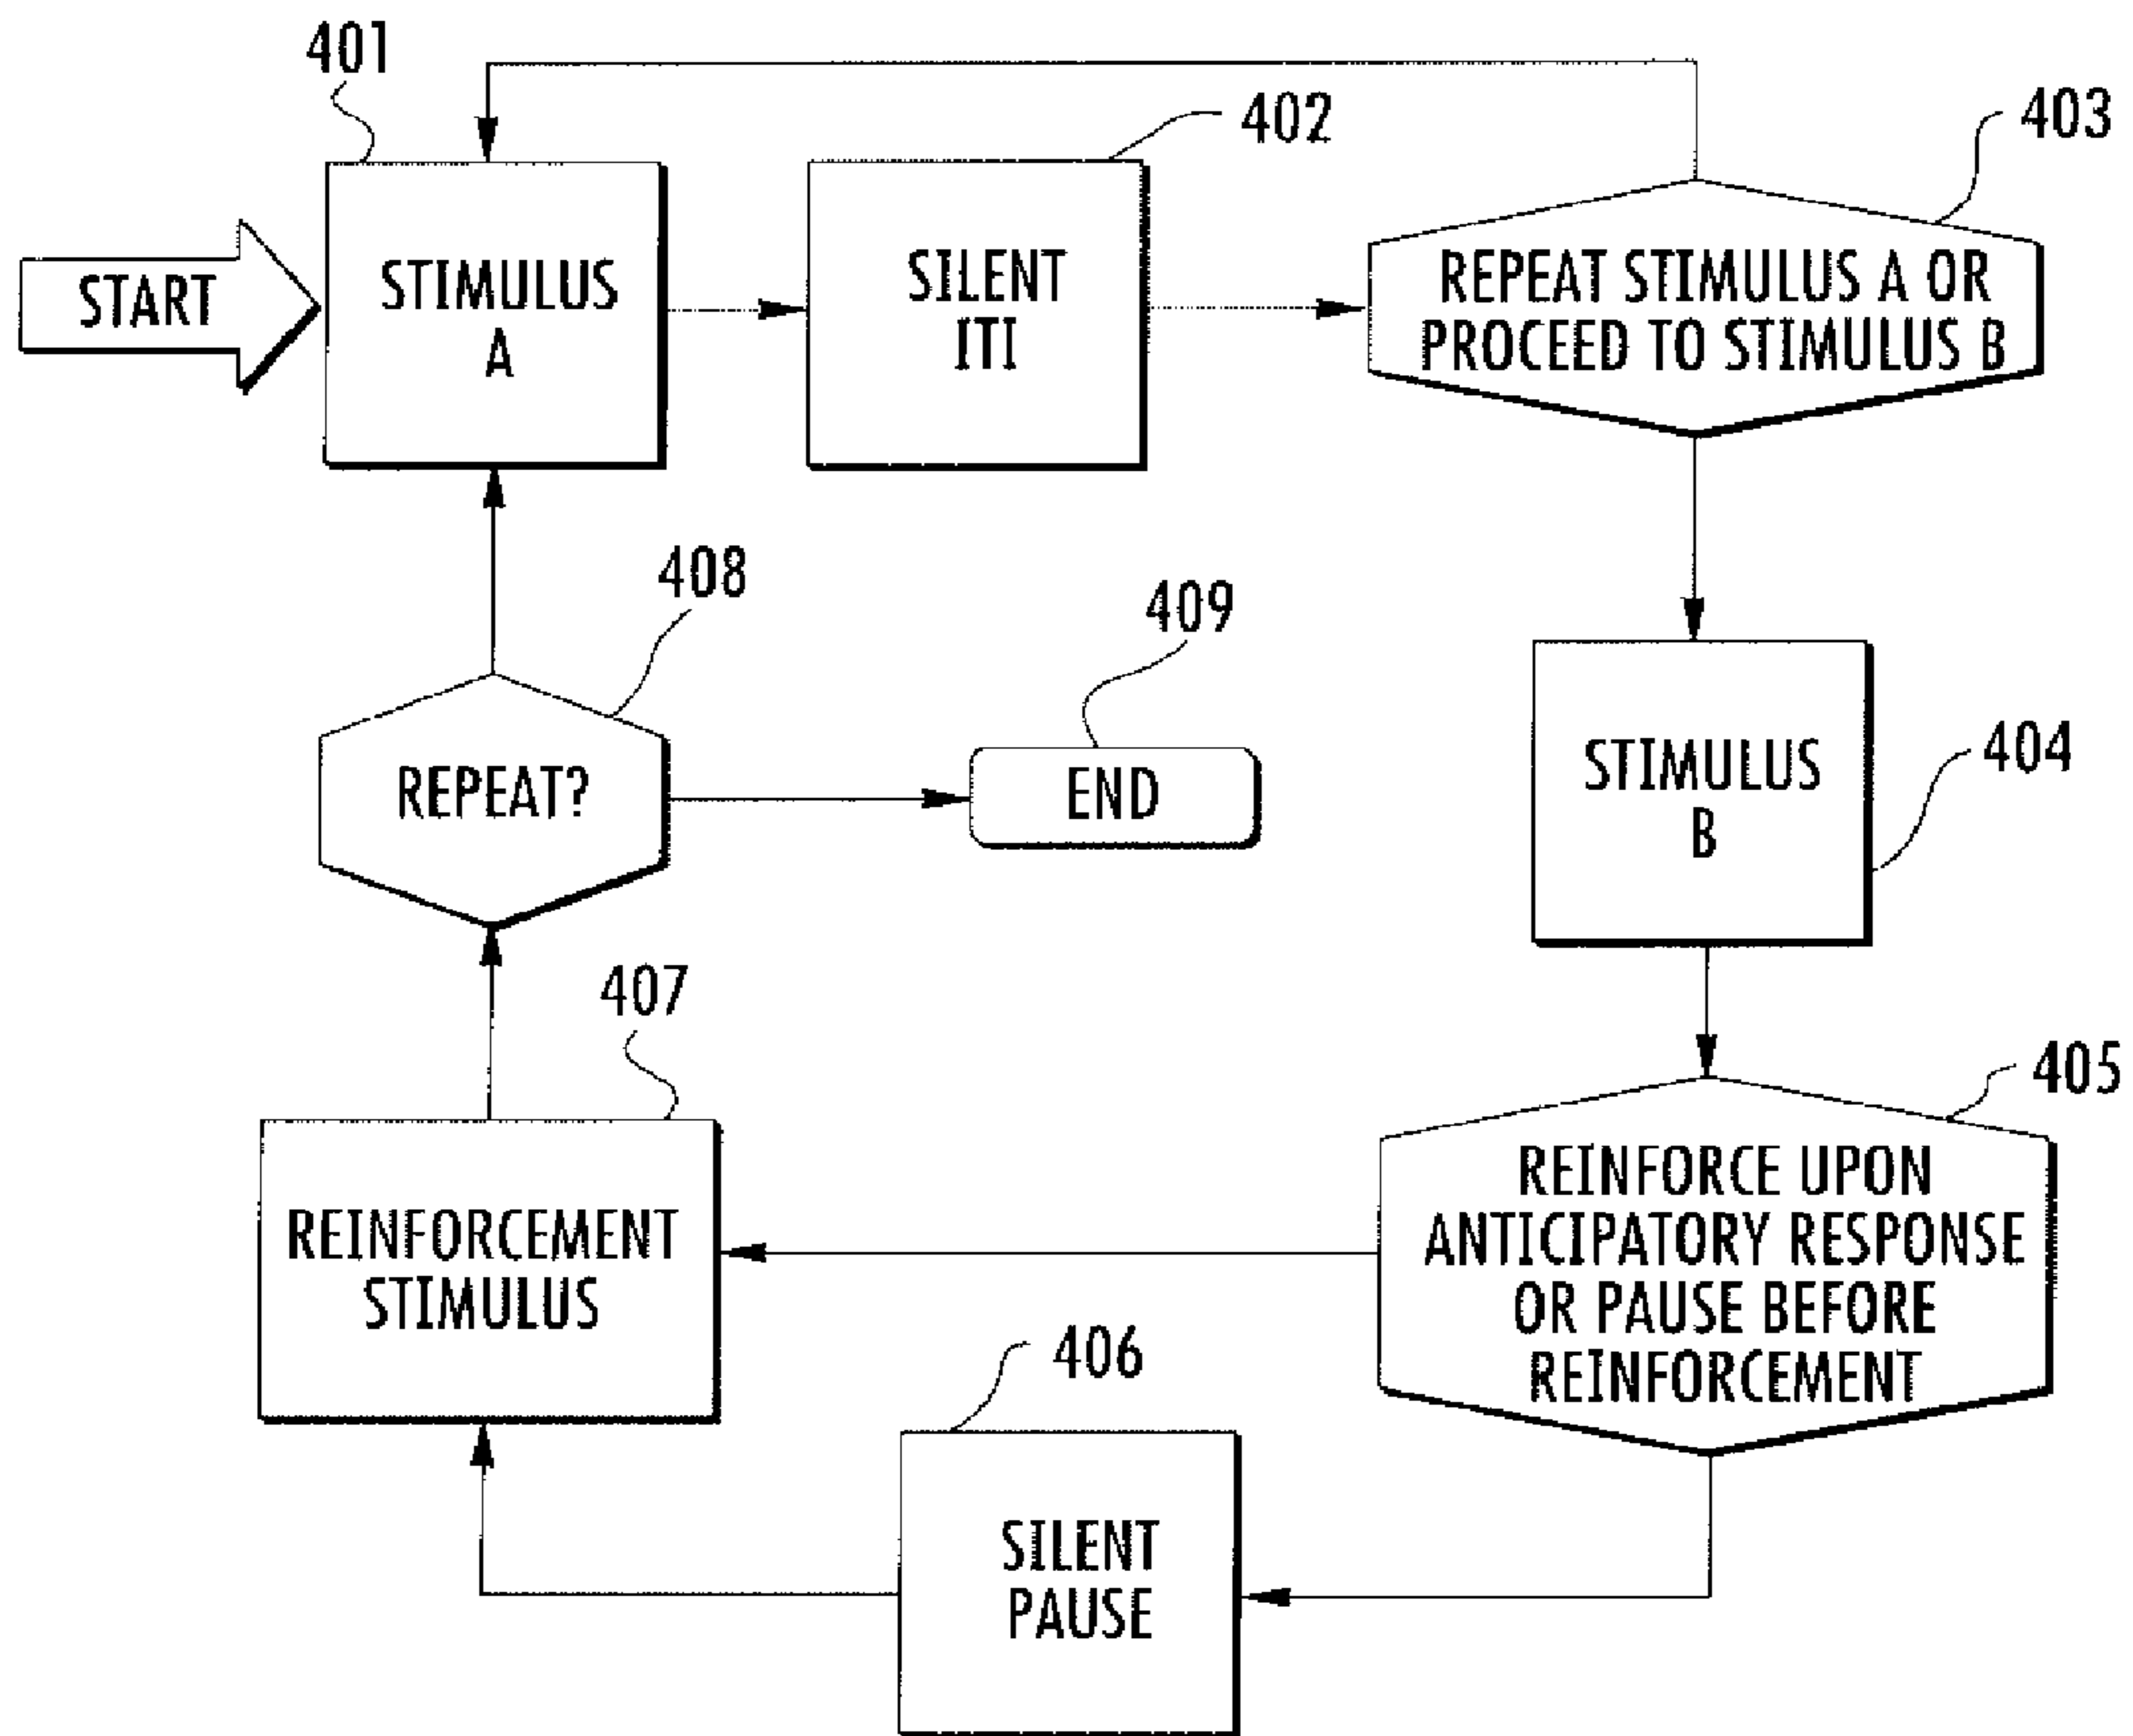 401
402
403
START
STIMULUS
A
SILENT
ITI
REPEAT STIMULUS A OR
PROCEED TO STIMULUS B
408
409
REPEAT?
END
STIMULUS
B
404
407
405
REINFORCEMENT
STIMULUS
REINFORCE UPON
ANTICIPATORY RESPONSE
OR PAUSE BEFORE
REINFORCEMENT
406
SILENT
PAUSE